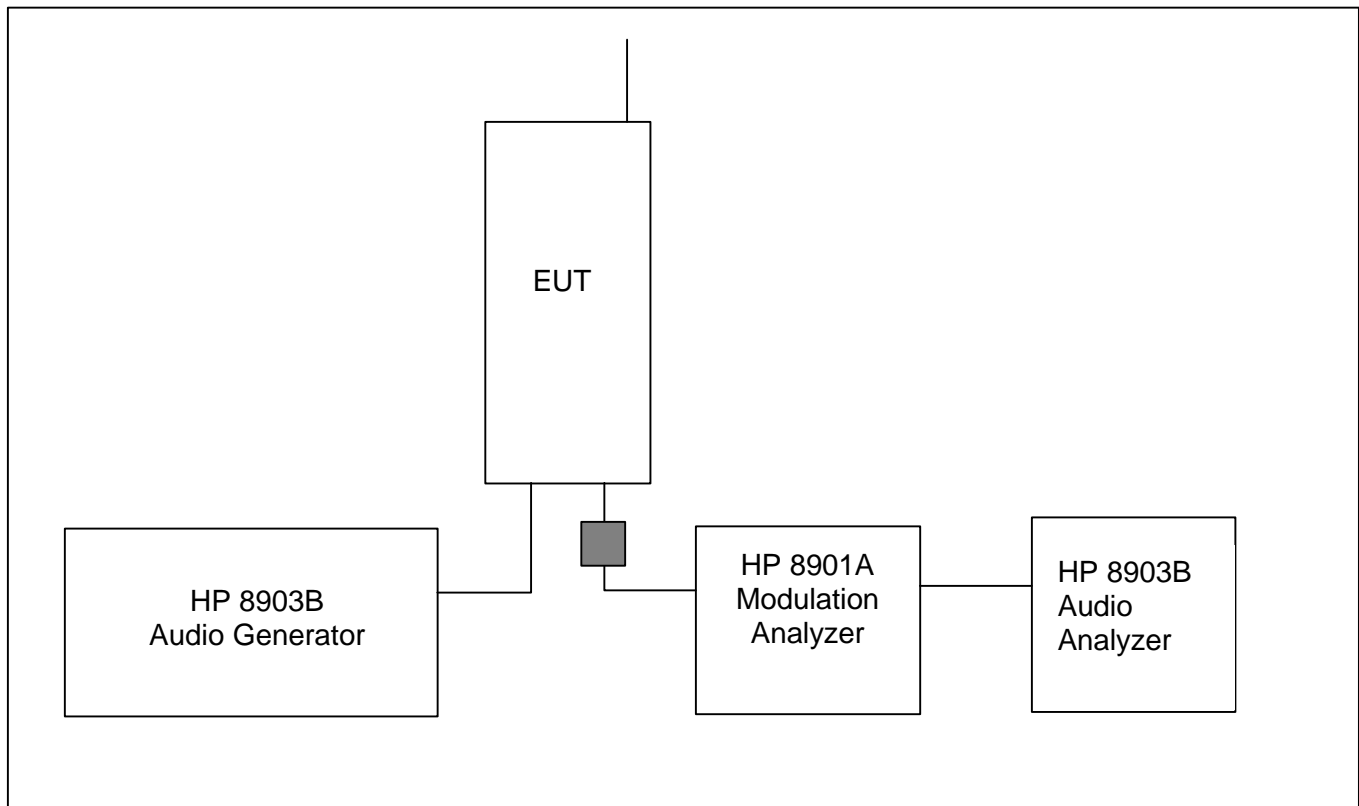 EUT
HP 8903B
Audio Generator
HP 8901A
Modulation
Analyzer
HP 8903B
Audio
Analyzer